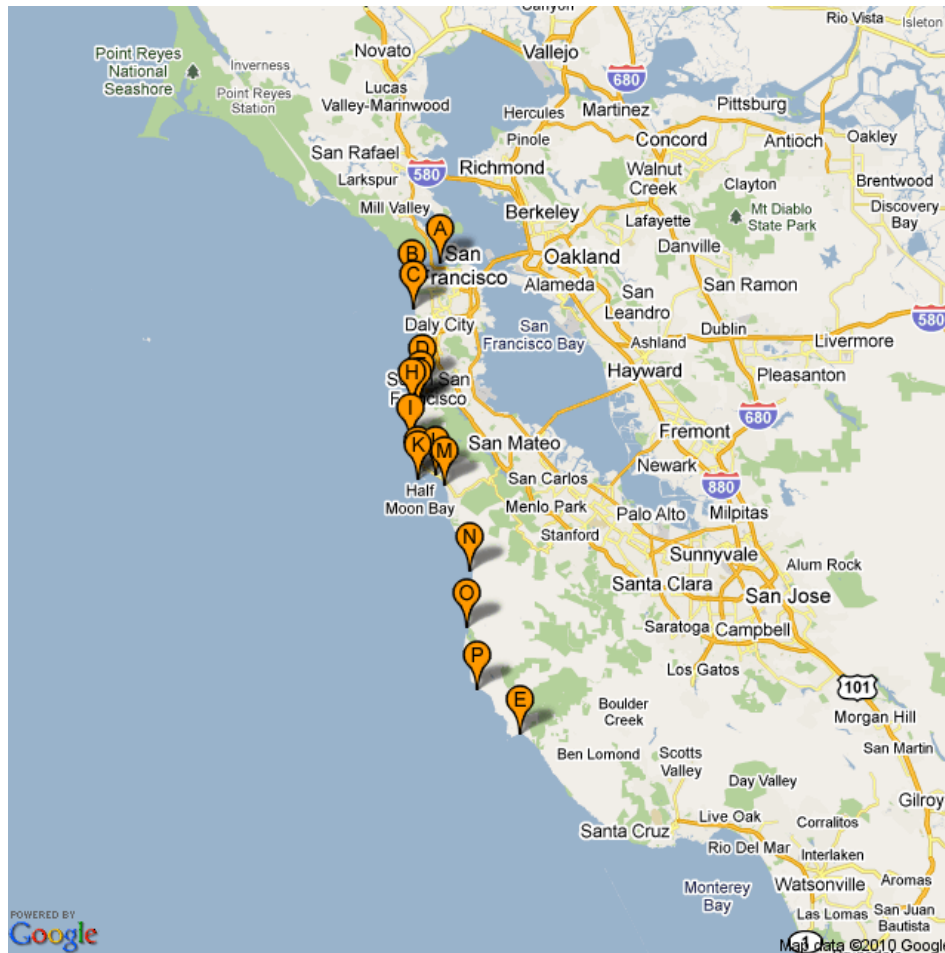 Canyon
Rio Vista
Isleton
Point Reyes
National
Seashore
Novato
Vallejo
Inverness
Point Reyes
Station
Lucas
Valley-Marinwood
680
Hercules
Martinez
Pittsburg
Pinole
Concord
Antioch
Oakley
San Rafael
580
Richmond
Larkspur
Walnut
Creek
Clayton
Brentwood
Mill Valley
Berkeley
Lafayette
Mt Diablo
State Park
Discovery
Bay
A
B
San
Francisco
C
Oakland
Danville
Alameda
San Ramon
San
Leandro
Daly City
San
Francisco Bay
Ashland
Dublin
580
Livermore
D
H
South San
Francisco
Hayward
Pleasanton
680
I
Fremont
K
M
San Mateo
Newark
880
San Carlos
Half
Moon Bay
Menlo Park
Palo Alto
Milpitas
N
Stanford
Sunnyvale
Alum Rock
Santa Clara
San Jose
O
Saratoga
Campbell
P
Los Gatos
101
E
Boulder
Creek
Morgan Hill
Ben Lomond
Scotts
Valley
San Martin
Day Valley
Gilroy
Santa Cruz
Live Oak
Corralitos
Rio Del Mar
Interlaken
Monterey
Bay
Watsonville
Aromas
Las Lomas
San Juan
Bautista
POWERED BY
Google
1
Map data ©2010 Google